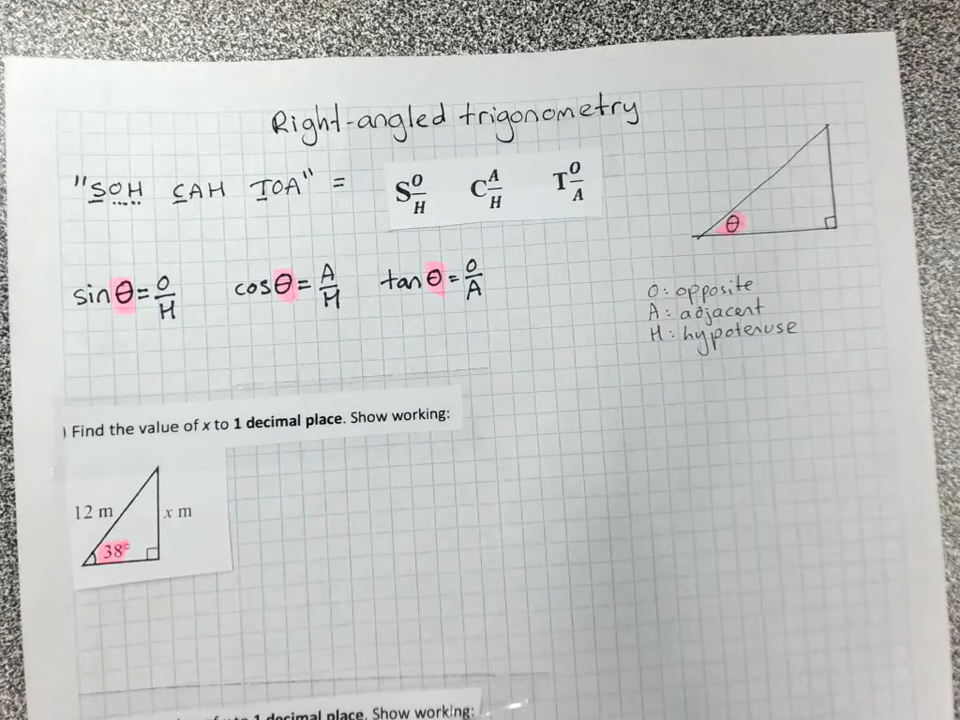 Right-angled trigonometry
"SOH CAH TOA" = S O/H C A/H T O/A
θ
sinθ = O/H cosθ = A/H tanθ = O/A
O: opposite
A: adjacent
H: hypotenuse
) Find the value of x to 1 decimal place. Show working:
12 m x m
38°
to 1 decimal place. Show working: